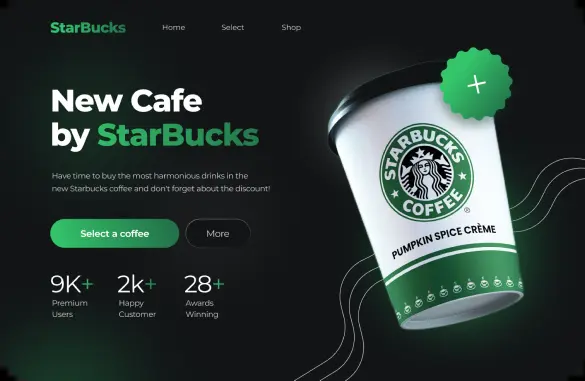 StarBucks
Home Select Shop
New Cafe
by StarBucks
Have time to buy the most harmonious drinks in the
new Starbucks coffee and don't forget about the discount!
Select a coffee
More
9K+ 2k+ 28+
Premium Happy Awards
Users Customer Winning
+
STARBUCKS
COFFEE
®
PUMPKIN SPICE CRÈME